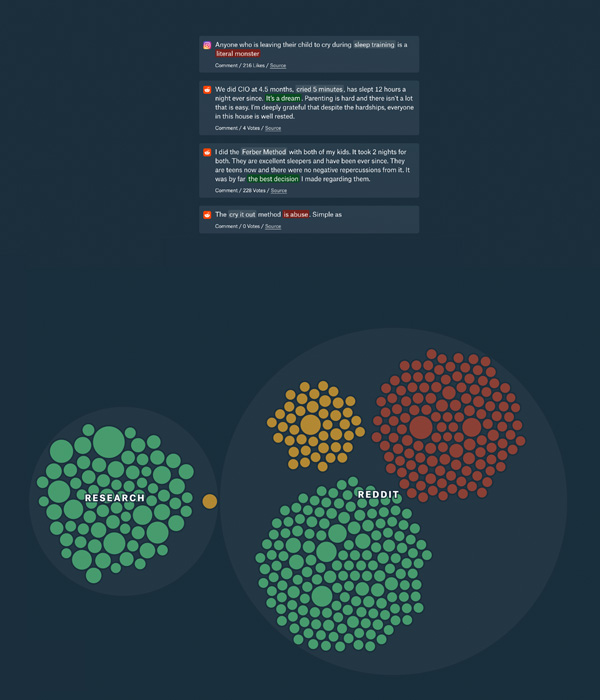 Anyone who is leaving their child to cry during sleep training is a
literal monster
Comment / 216 Likes / Source
We did CIO at 4.5 months, cried 5 minutes, has slept 12 hours a
night ever since. It's a dream. Parenting is hard and there isn't a lot
that is easy. I'm deeply grateful that despite the hardships, everyone
in this house is well rested.
Comment / 4 Votes / Source
I did the Ferber Method with both of my kids. It took 2 nights for
both. They are excellent sleepers and have been ever since. They
are teens now and there were no negative repercussions from it. It
was by far the best decision I made regarding them.
Comment / 228 Votes / Source
The cry it out method is abuse. Simple as
Comment / 0 Votes / Source
REDDIT
RESEARCH